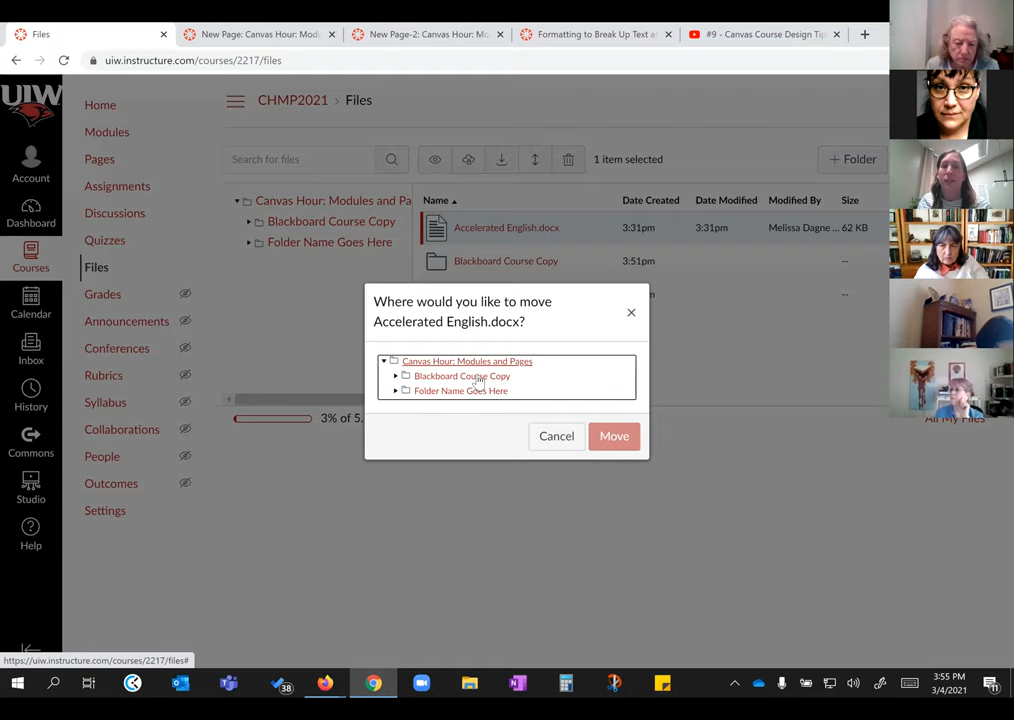 Files
New Page: Canvas Hour: Mod
New Page-2: Canvas Hour: Mo
Formatting to Break Up Text a
#9 - Canvas Course Design Tip
uiw.instructure.com/courses/2217/files
UIW
Account
Dashboard
Courses
Calendar
Inbox
History
Commons
Studio
Help
Home
Modules
Pages
Assignments
Discussions
Quizzes
Files
Grades
Announcements
Conferences
Rubrics
Syllabus
Collaborations
People
Outcomes
Settings
CHMP2021 › Files
Search for files
1 item selected
+ Folder
Canvas Hour: Modules and Pa
Blackboard Course Copy
Folder Name Goes Here
Name Date Created Date Modified Modified By Size
Accelerated English.docx 3:31pm 3:31pm Melissa Dagne ... 62 KB
Blackboard Course Copy 3:51pm --
--
3% of 5.
All My Files
Where would you like to move
Accelerated English.docx?
Canvas Hour: Modules and Pages
Blackboard Course Copy
Folder Name Goes Here
Cancel Move
https://uiw.instructure.com/courses/2217/files#
38
3:55 PM
3/4/2021
11